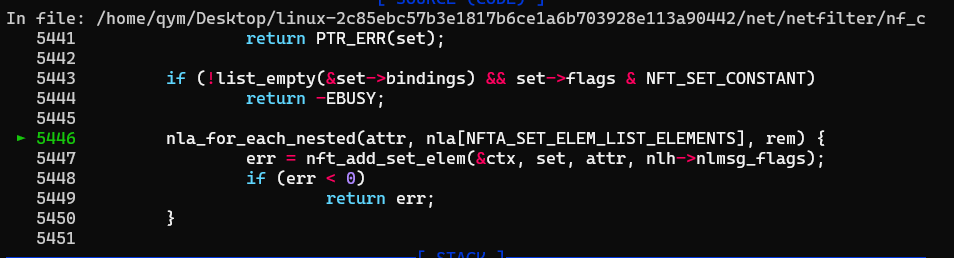 [ SOURCE (CODE) ]
In file: /home/qym/Desktop/linux-2c85ebc57b3e1817b6ce1a6b703928e113a90442/net/netfilter/nf_c
5441                 return PTR_ERR(set);
5442
5443         if (!list_empty(&set->bindings) && set->flags & NFT_SET_CONSTANT)
5444                 return -EBUSY;
5445
► 5446         nla_for_each_nested(attr, nla[NFTA_SET_ELEM_LIST_ELEMENTS], rem) {
5447                 err = nft_add_set_elem(&ctx, set, attr, nlh->nlmsg_flags);
5448                 if (err < 0)
5449                         return err;
5450         }
5451
[ STACK ]